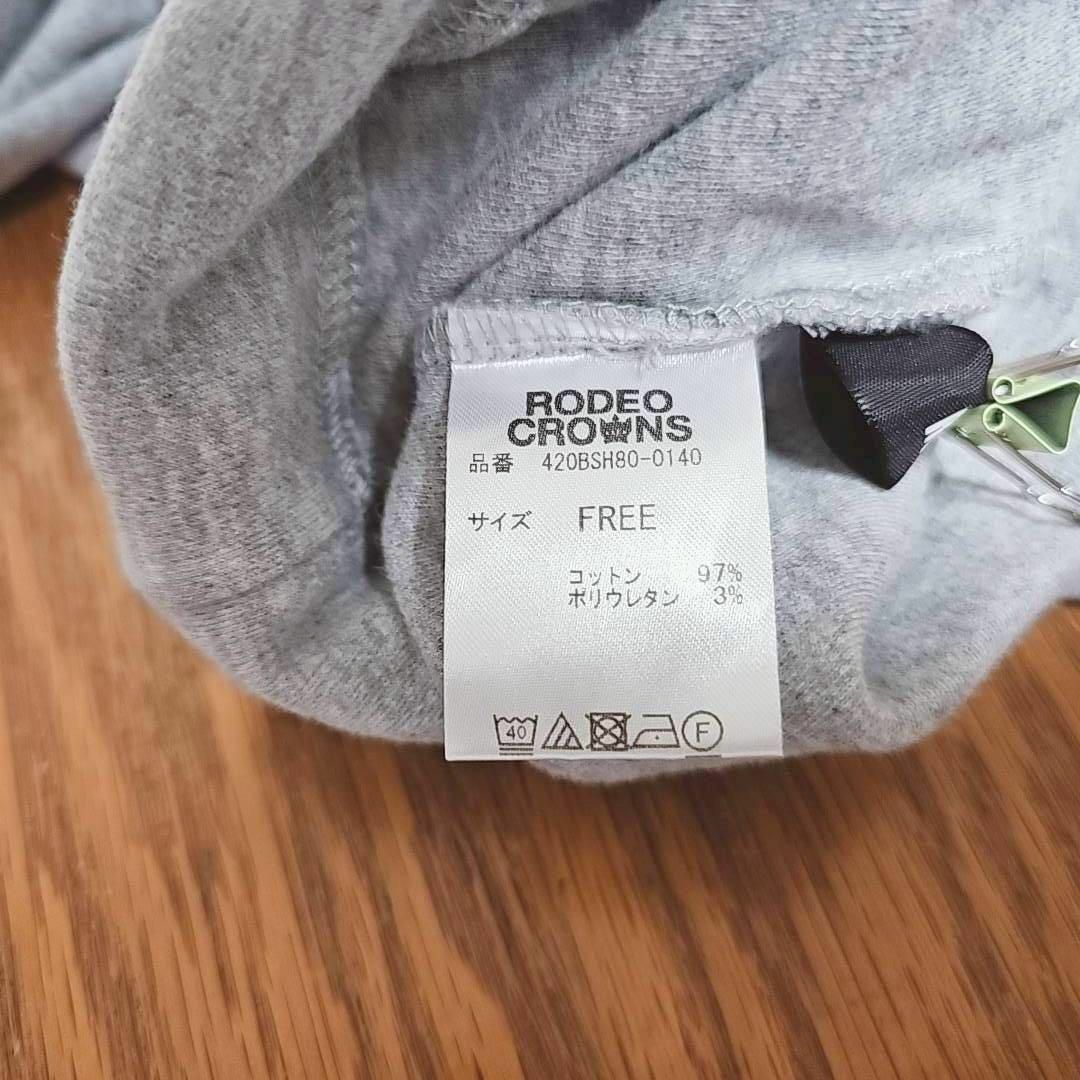 RODEO
CROWNS
品番 420BSH80-0140
サイズ FREE
コットン 97%
ポリウレタン 3%
40 F